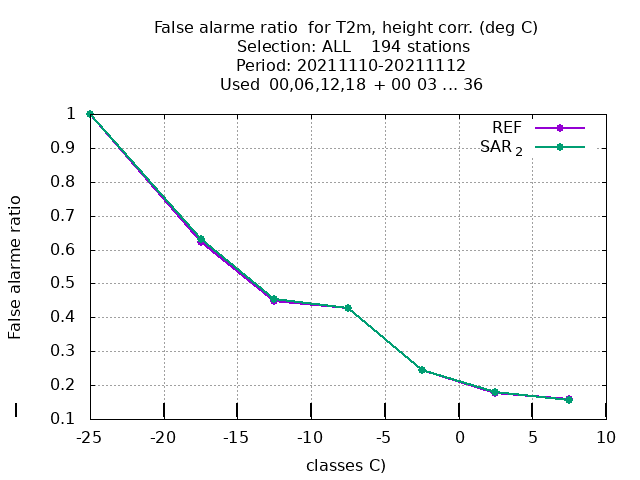 False alarme ratio  for T2m, height corr. (deg C)
Selection: ALL    194 stations
Period: 20211110-20211112
Used  00,06,12,18  + 00 03 ... 36
REF
SAR 2
1
0.9
0.8
0.7
0.6
0.5
0.4
0.3
0.2
0.1
False alarme ratio
-25 -20 -15 -10 -5 0 5 10
classes C)